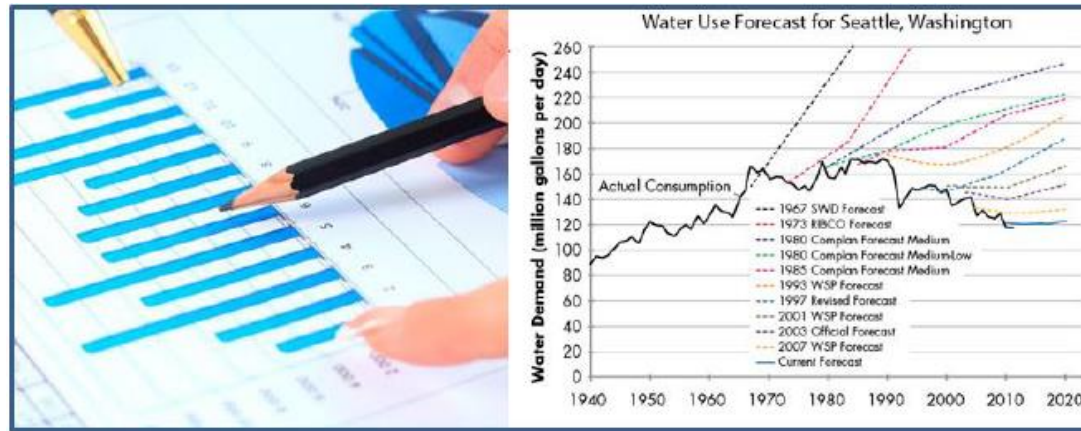 Water Use Forecast for Seattle, Washington
Water Demand (million gallons per day)
260
240
220
200
180
160
140
120
100
80
60
40
20
0
Actual Consumption
1967 SWD Forecast
1973 RIBCO Forecast
1980 Complan Forecast Medium
1980 Complan Forecast Medium-Low
1985 Complan Forecast Medium
1993 WSP Forecast
1997 Revised Forecast
2001 WSP Forecast
2003 Official Forecast
2007 WSP Forecast
Current Forecast
1940 1950 1960 1970 1980 1990 2000 2010 2020